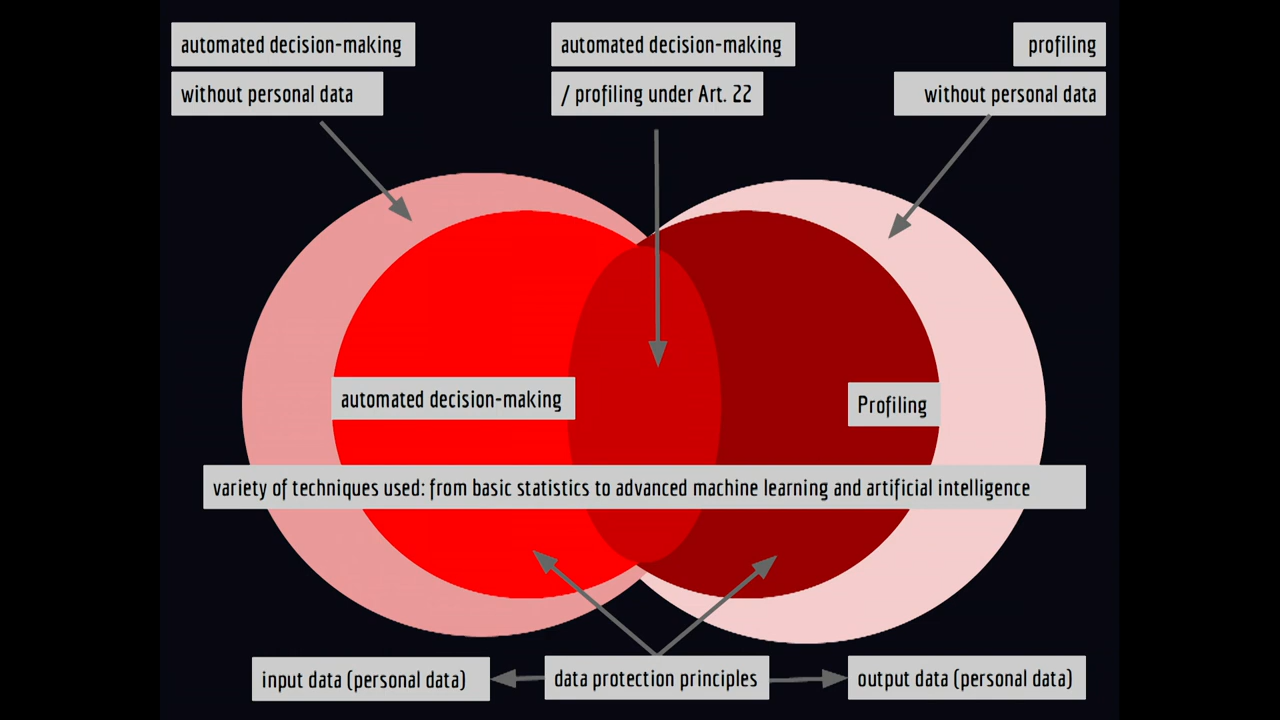 automated decision-making
without personal data
automated decision-making
/ profiling under Art. 22
profiling
without personal data
automated decision-making
Profiling
variety of techniques used: from basic statistics to advanced machine learning and artificial intelligence
input data (personal data)
data protection principles
output data (personal data)